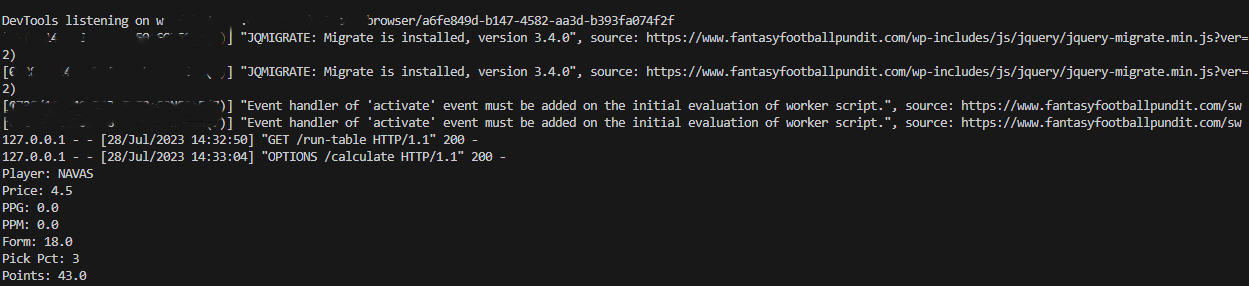 DevTools listening on w browser/a6fe849d-b147-4582-aa3d-b393fa074f2f
)] "JQMIGRATE: Migrate is installed, version 3.4.0", source: https://www.fantasyfootballpundit.com/wp-includes/js/jquery/jquery-migrate.min.js?ver=
2)
)] "JQMIGRATE: Migrate is installed, version 3.4.0", source: https://www.fantasyfootballpundit.com/wp-includes/js/jquery/jquery-migrate.min.js?ver=
2)
)] "Event handler of 'activate' event must be added on the initial evaluation of worker script.", source: https://www.fantasyfootballpundit.com/sw
)] "Event handler of 'activate' event must be added on the initial evaluation of worker script.", source: https://www.fantasyfootballpundit.com/sw
127.0.0.1 - - [28/Jul/2023 14:32:50] "GET /run-table HTTP/1.1" 200 -
127.0.0.1 - - [28/Jul/2023 14:33:04] "OPTIONS /calculate HTTP/1.1" 200 -
Player: NAVAS
Price: 4.5
PPG: 0.0
PPM: 0.0
Form: 18.0
Pick Pct: 3
Points: 43.0